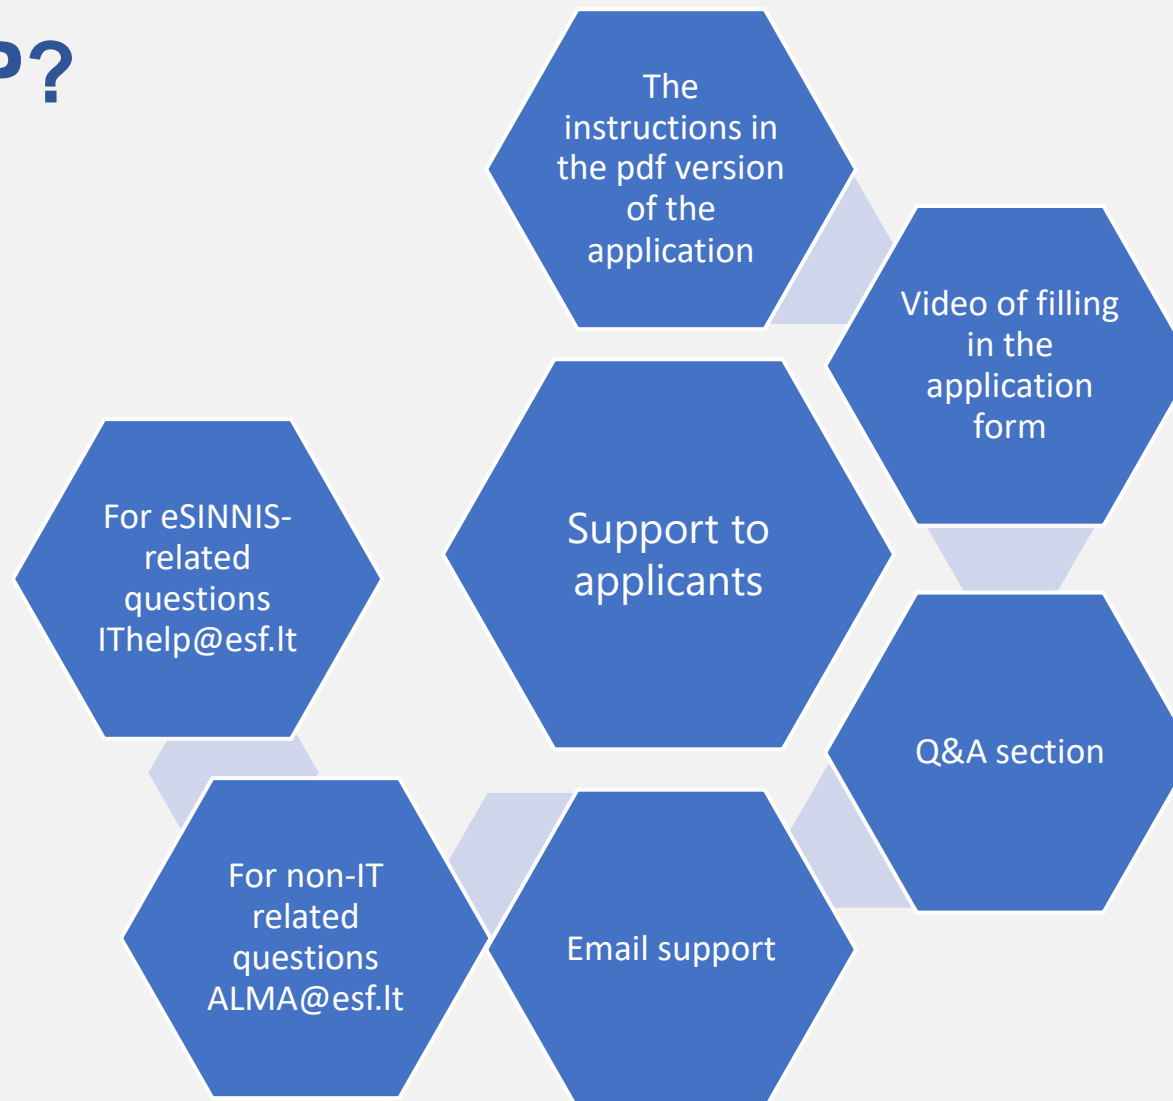 P?
The
instructions in
the pdf version
of the
application
Video of filling
in the
application
form
Support to
applicants
For eSINNIS-
related
questions
IThelp@esf.lt
Q&A section
For non-IT
related
questions
ALMA@esf.lt
Email support